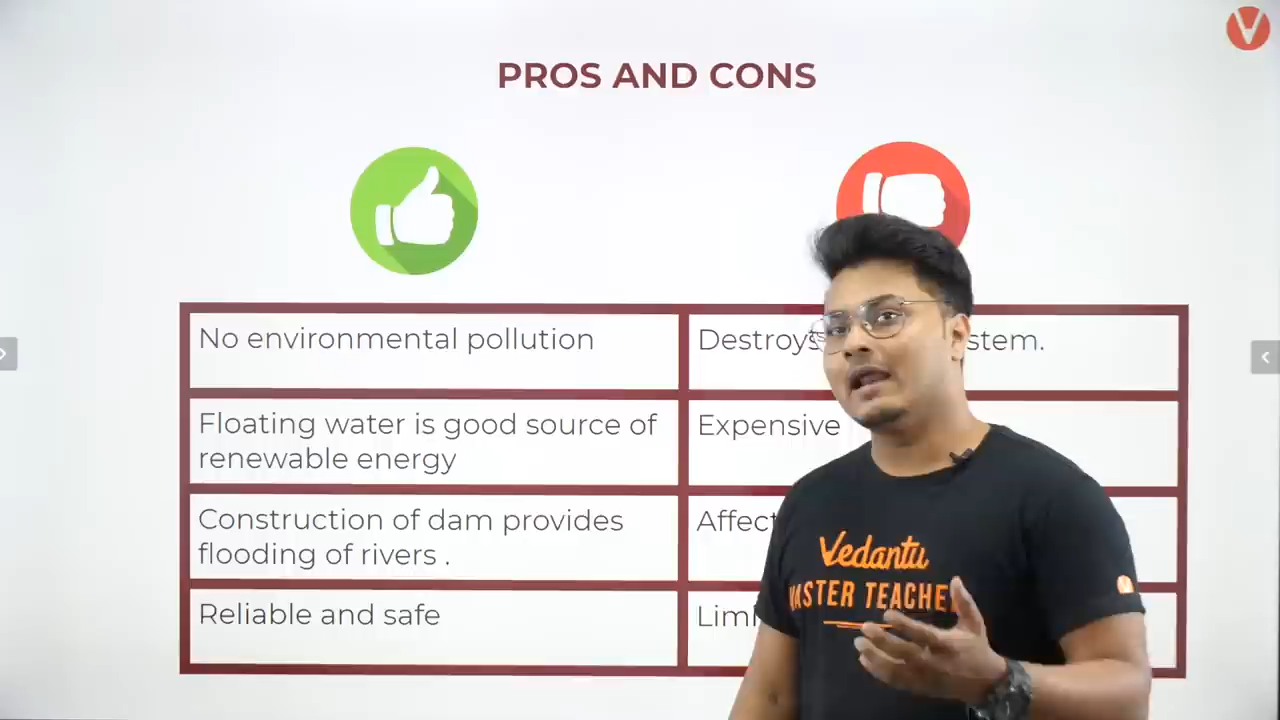 PROS AND CONS
No environmental pollution
Destroys
stem.
Floating water is good source of
renewable energy
Expensive
Construction of dam provides
flooding of rivers .
Affect
Reliable and safe
Lim
Vedantu
MASTER TEACHER